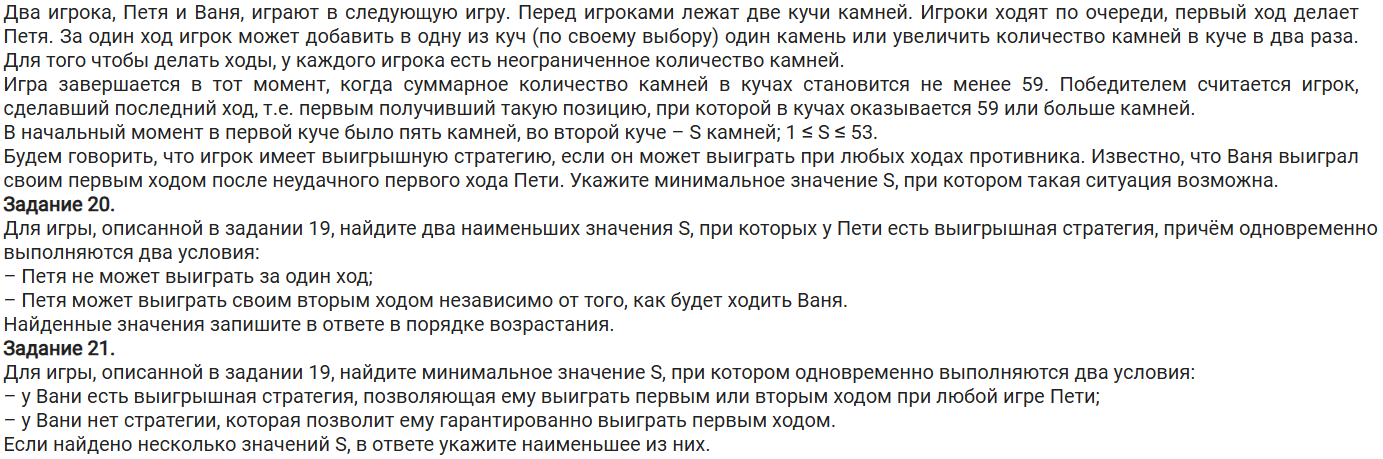 Два игрока, Петя и Ваня, играют в следующую игру. Перед игроками лежат две кучи камней. Игроки ходят по очереди, первый ход делает
Петя. За один ход игрок может добавить в одну из куч (по своему выбору) один камень или увеличить количество камней в куче в два раза.
Для того чтобы делать ходы, у каждого игрока есть неограниченное количество камней.
Игра завершается в тот момент, когда суммарное количество камней в кучах становится не менее 59. Победителем считается игрок,
сделавший последний ход, т.е. первым получивший такую позицию, при которой в кучах оказывается 59 или больше камней.
В начальный момент в первой куче было пять камней, во второй куче – S камней; 1 ≤ S ≤ 53.
Будем говорить, что игрок имеет выигрышную стратегию, если он может выиграть при любых ходах противника. Известно, что Ваня выиграл
своим первым ходом после неудачного первого хода Пети. Укажите минимальное значение S, при котором такая ситуация возможна.
Задание 20.
Для игры, описанной в задании 19, найдите два наименьших значения S, при которых у Пети есть выигрышная стратегия, причём одновременно
выполняются два условия:
– Петя не может выиграть за один ход;
– Петя может выиграть своим вторым ходом независимо от того, как будет ходить Ваня.
Найденные значения запишите в ответе в порядке возрастания.
Задание 21.
Для игры, описанной в задании 19, найдите минимальное значение S, при котором одновременно выполняются два условия:
– у Вани есть выигрышная стратегия, позволяющая ему выиграть первым или вторым ходом при любой игре Пети;
– у Вани нет стратегии, которая позволит ему гарантированно выиграть первым ходом.
Если найдено несколько значений S, в ответе укажите наименьшее из них.